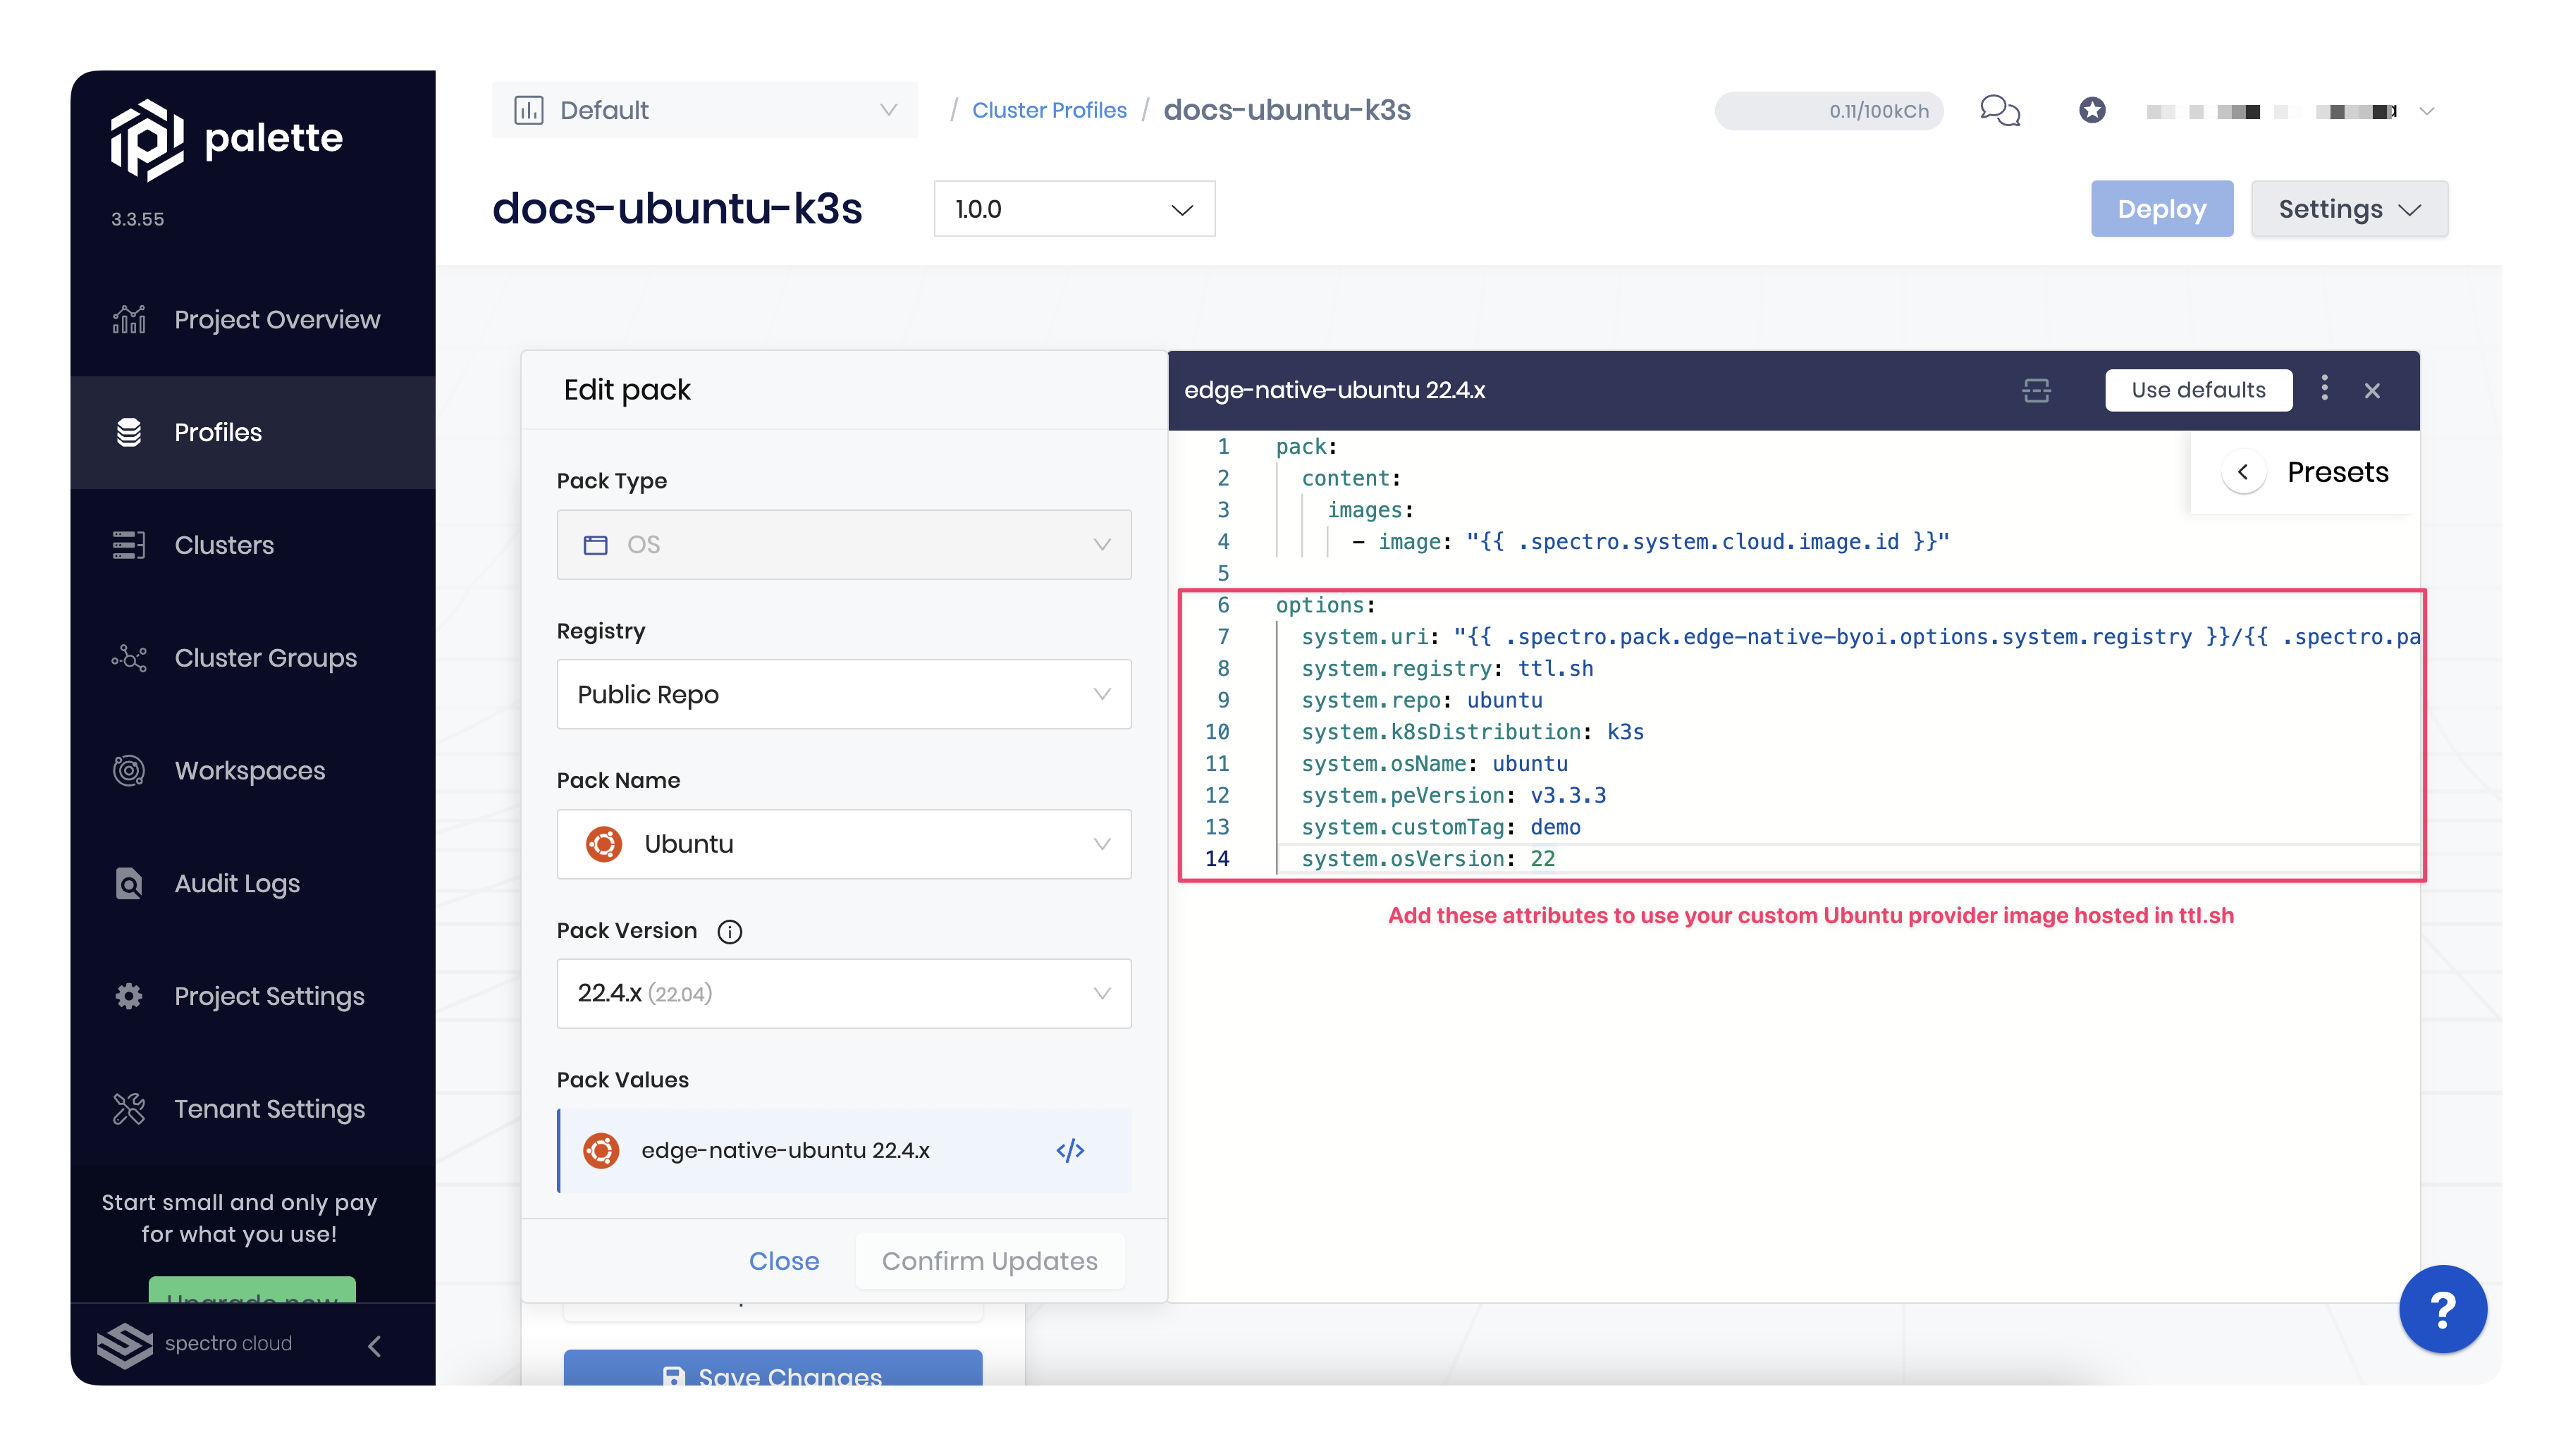 palette
3.3.55
Project Overview
Profiles
Clusters
Cluster Groups
Workspaces
Audit Logs
Project Settings
Tenant Settings
Start small and only pay
for what you use!
Upgrade now
spectro cloud
Default
/ Cluster Profiles / docs-ubuntu-k3s
0.11/100kCh
docs-ubuntu-k3s
1.0.0
Deploy
Settings
Edit pack
Pack Type
OS
Registry
Public Repo
Pack Name
Ubuntu
Pack Version
22.4.x (22.04)
Pack Values
edge-native-ubuntu 22.4.x
</>
Close
Confirm Updates
Save Changes
edge-native-ubuntu 22.4.x
Use defaults
Presets
1 pack:
2 content:
3 images:
4 - image: "{{ .spectro.system.cloud.image.id }}"
5
6 options:
7 system.uri: "{{ .spectro.pack.edge-native-byoi.options.system.registry }}/{{ .spectro.pa
8 system.registry: ttl.sh
9 system.repo: ubuntu
10 system.k8sDistribution: k3s
11 system.osName: ubuntu
12 system.peVersion: v3.3.3
13 system.customTag: demo
14 system.osVersion: 22
Add these attributes to use your custom Ubuntu provider image hosted in ttl.sh
?